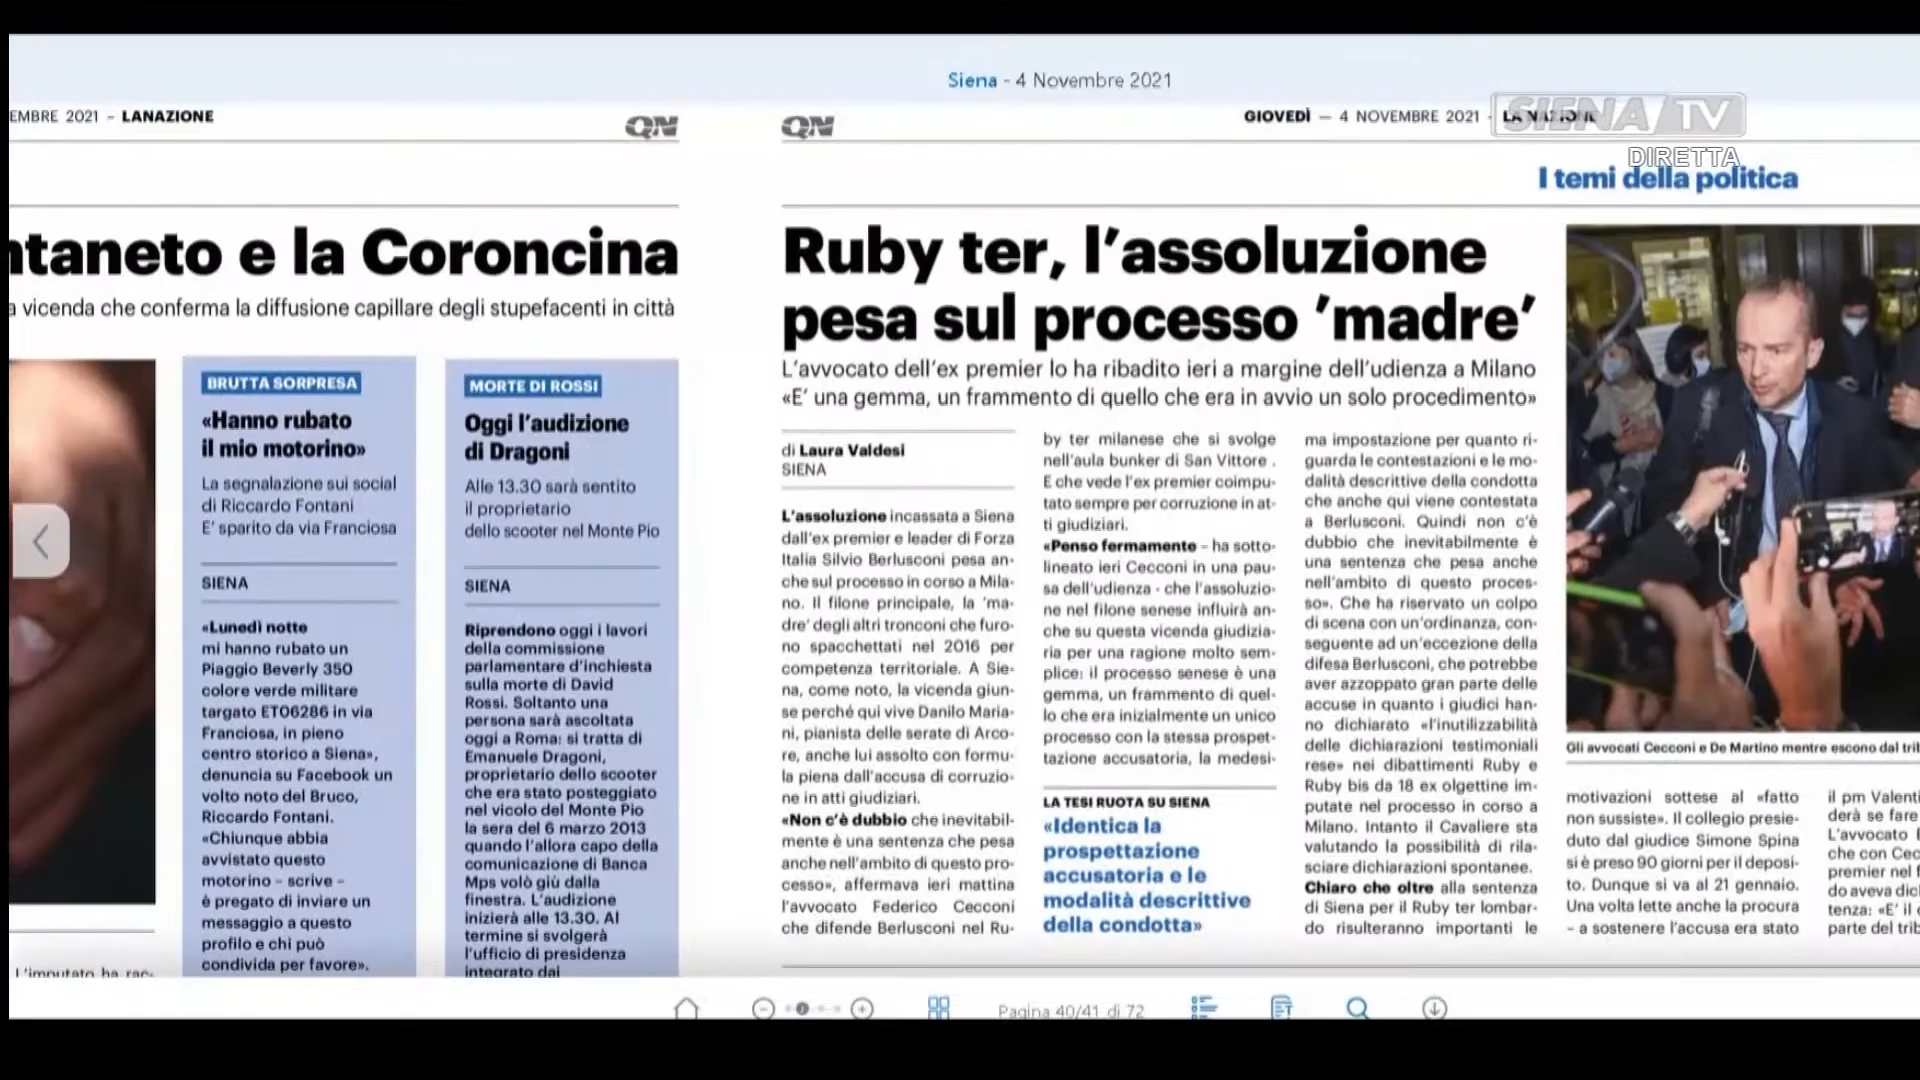 Siena - 4 Novembre 2021
EMBRE 2021 - LANAZIONE
QN
QN
GIOVEDÌ — 4 NOVEMBRE 2021 - LA NAZIONE
SIENA TV
DIRETTA
I temi della politica
ntaneto e la Coroncina
a vicenda che conferma la diffusione capillare degli stupefacenti in città
BRUTTA SORPRESA
«Hanno rubato
il mio motorino»
La segnalazione sui social
di Riccardo Fontani
E' sparito da via Franciosa
SIENA
«Lunedì notte
mi hanno rubato un
Piaggio Beverly 350
colore verde militare
targato ET06286 in via
Franciosa, in pieno
centro storico a Siena»,
denuncia su Facebook un
volto noto del Bruco,
Riccardo Fontani.
«Chiunque abbia
avvistato questo
motorino – scrive –
è pregato di inviare un
messaggio a questo
profilo e chi può
condivida per favore».
L'imputato ha rac-
MORTE DI ROSSI
Oggi l'audizione
di Dragoni
Alle 13.30 sarà sentito
il proprietario
dello scooter nel Monte Pio
SIENA
Riprendono oggi i lavori
della commissione
parlamentare d'inchiesta
sulla morte di David
Rossi. Soltanto una
persona sarà ascoltata
oggi a Roma: si tratta di
Emanuele Dragoni,
proprietario dello scooter
che era stato posteggiato
nel vicolo del Monte Pio
la sera del 6 marzo 2013
quando l'allora capo della
comunicazione di Banca
Mps volò giù dalla
finestra. L'audizione
inizierà alle 13.30. Al
termine si svolgerà
l'ufficio di presidenza
integrato dai
Ruby ter, l'assoluzione
pesa sul processo 'madre'
L'avvocato dell'ex premier lo ha ribadito ieri a margine dell'udienza a Milano
«E' una gemma, un frammento di quello che era in avvio un solo procedimento»
di Laura Valdesi
SIENA
L'assoluzione incassata a Siena
dall'ex premier e leader di Forza
Italia Silvio Berlusconi pesa an-
che sul processo in corso a Mila-
no. Il filone principale, la 'ma-
dre' degli altri tronconi che furo-
no spacchettati nel 2016 per
competenza territoriale. A Sie-
na, come noto, la vicenda giun-
se perché qui vive Danilo Maria-
ni, pianista delle serate di Arco-
re, anche lui assolto con formu-
la piena dall'accusa di corruzio-
ne in atti giudiziari.
«Non c'è dubbio che inevitabil-
mente è una sentenza che pesa
anche nell'ambito di questo pro-
cesso», affermava ieri mattina
l'avvocato Federico Cecconi
che difende Berlusconi nel Ru-
by ter milanese che si svolge
nell'aula bunker di San Vittore .
E che vede l'ex premier coimpu-
tato sempre per corruzione in at-
ti giudiziari.
«Penso fermamente – ha sotto-
lineato ieri Cecconi in una pau-
sa dell'udienza - che l'assoluzio-
ne nel filone senese influirà an-
che su questa vicenda giudizia-
ria per una ragione molto sem-
plice: il processo senese è una
gemma, un frammento di quel-
lo che era inizialmente un unico
processo con la stessa prospet-
tazione accusatoria, la medesi-
LA TESI RUOTA SU SIENA
«Identica la
prospettazione
accusatoria e le
modalità descrittive
della condotta»
ma impostazione per quanto ri-
guarda le contestazioni e le mo-
dalità descrittive della condotta
che anche qui viene contestata
a Berlusconi. Quindi non c'è
dubbio che inevitabilmente è
una sentenza che pesa anche
nell'ambito di questo proces-
so». Che ha riservato un colpo
di scena con un'ordinanza, con-
seguente ad un'eccezione della
difesa Berlusconi, che potrebbe
aver azzoppato gran parte delle
accuse in quanto i giudici han-
no dichiarato «l'inutilizzabilità
delle dichiarazioni testimoniali
rese» nei dibattimenti Ruby e
Ruby bis da 18 ex olgettine im-
putate nel processo in corso a
Milano. Intanto il Cavaliere sta
valutando la possibilità di rila-
sciare dichiarazioni spontanee.
Chiaro che oltre alla sentenza
di Siena per il Ruby ter lombar-
do risulteranno importanti le
Gli avvocati Cecconi e De Martino mentre escono dal trib
motivazioni sottese al «fatto
non sussiste». Il collegio presie-
duto dal giudice Simone Spina
si è preso 90 giorni per il deposi-
to. Dunque si va al 21 gennaio.
Una volta lette anche la procura
– a sostenere l'accusa era stato
il pm Valenti
derà se fare
L'avvocato
che con Cec
premier nel f
do aveva dic
tenza: «E' il
parte del trib
Pagina 40/41 di 72